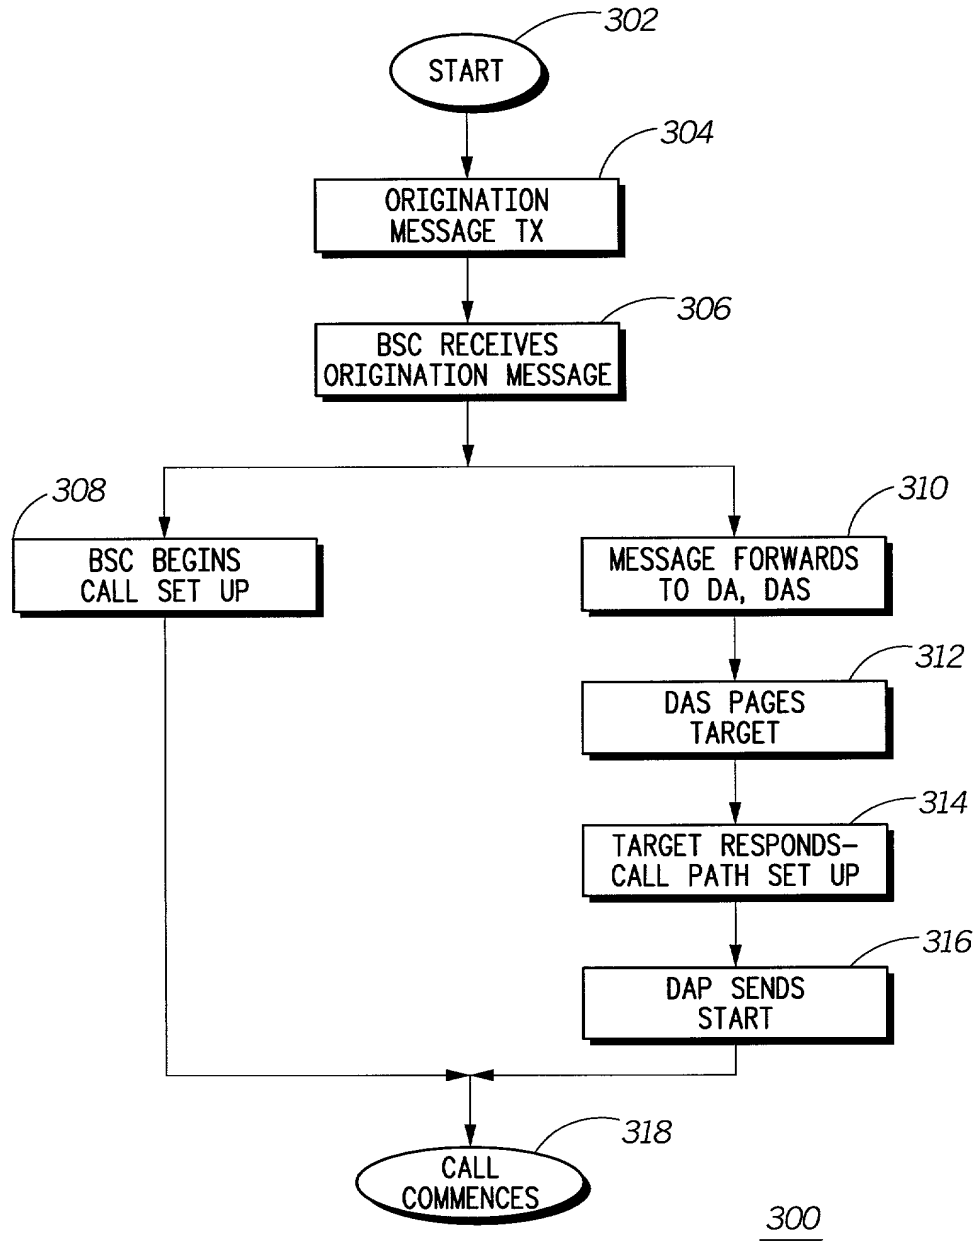 302
START
304
ORIGINATION
MESSAGE TX
306
BSC RECEIVES
ORIGINATION MESSAGE
308
BSC BEGINS
CALL SET UP
310
MESSAGE FORWARDS
TO DA, DAS
312
DAS PAGES
TARGET
314
TARGET RESPONDS–
CALL PATH SET UP
316
DAP SENDS
START
318
CALL
COMMENCES
300